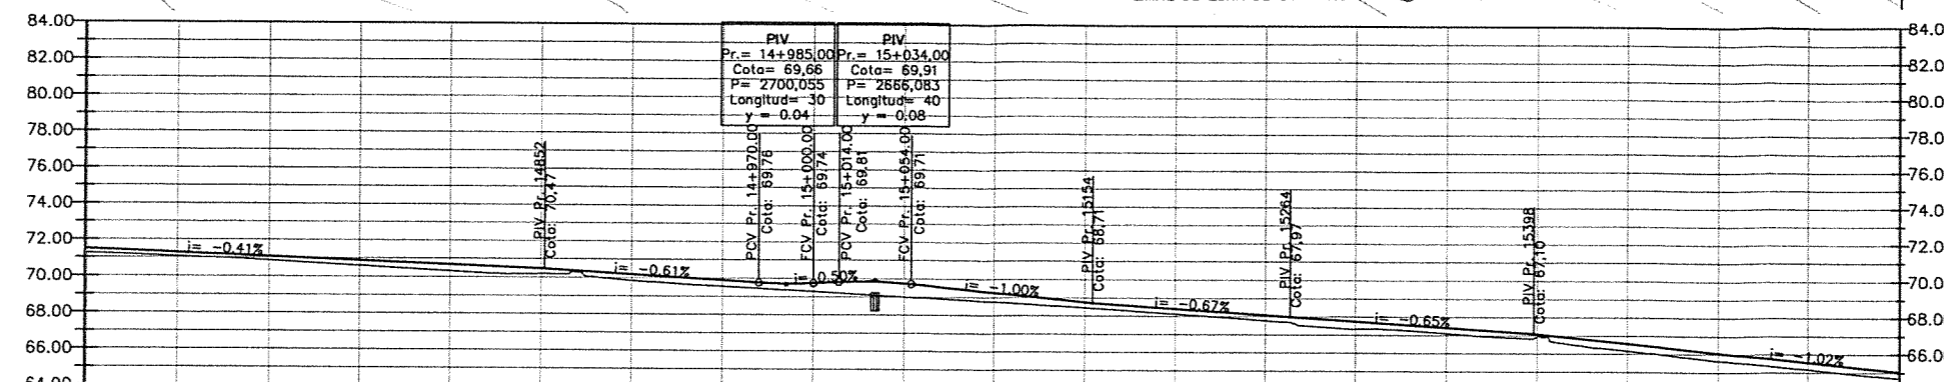 84.00
82.00
80.00
78.00
76.00
74.00
72.00
70.00
68.00
66.00
64.00
PIV
Pr.= 14+985,00
Cota= 69,66
P= 2700,055
Longitud= 30
y = 0.04
PIV
Pr.= 15+034,00
Cota= 69,91
P= 2666,083
Longitud= 40
y = 0.08
PIV Pr. 14852
Cota: 70,47
PCV Pr. 14+970.00
Cota: 69.76
FCV Pr. 15+000.00
Cota: 69.74
PCV Pr. 15+014.00
Cota: 69.81
FCV Pr. 15+054.00
Cota: 69.71
PIV Pr. 15154
Cota: 68,71
PIV Pr. 15264
Cota: 67,97
PIV Pr. 15398
Cota: 67,10
i= -0.41%
i= -0.61%
i= 0.50%
i= -1.00%
i= -0.67%
i= -0.65%
i= -1.02%
84.0
82.0
80.0
78.0
76.0
74.0
72.0
70.0
68.0
66.0